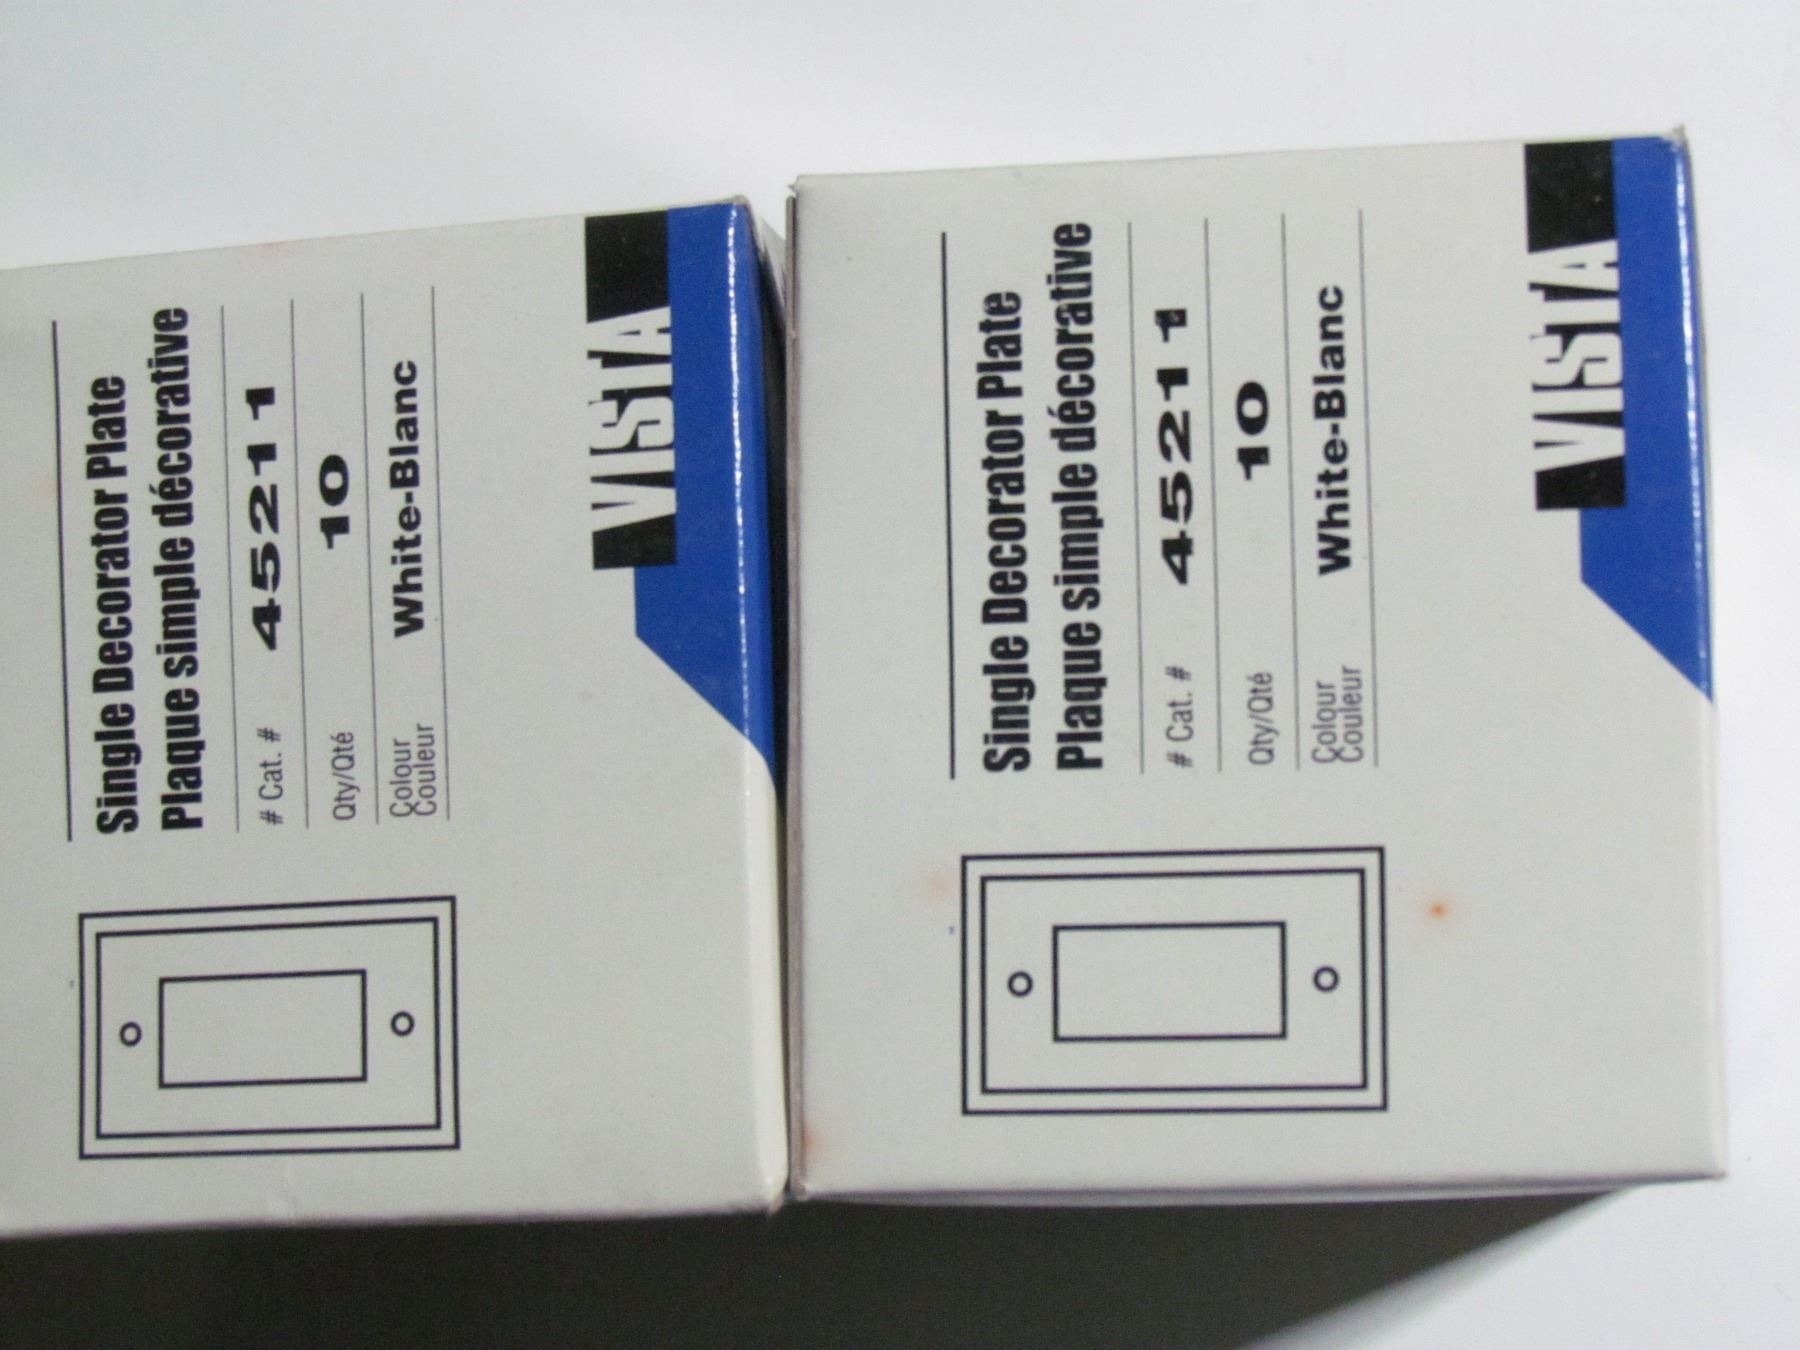 Single Decorator Plate
Plaque simple décorative
# Cat. # 45211
Qty/Qté 10
Colour
Couleur White-Blanc
VISTA
Single Decorator Plate
Plaque simple décorative
# Cat. # 45211
Qty/Qté 10
Colour
Couleur White-Blanc
VISTA